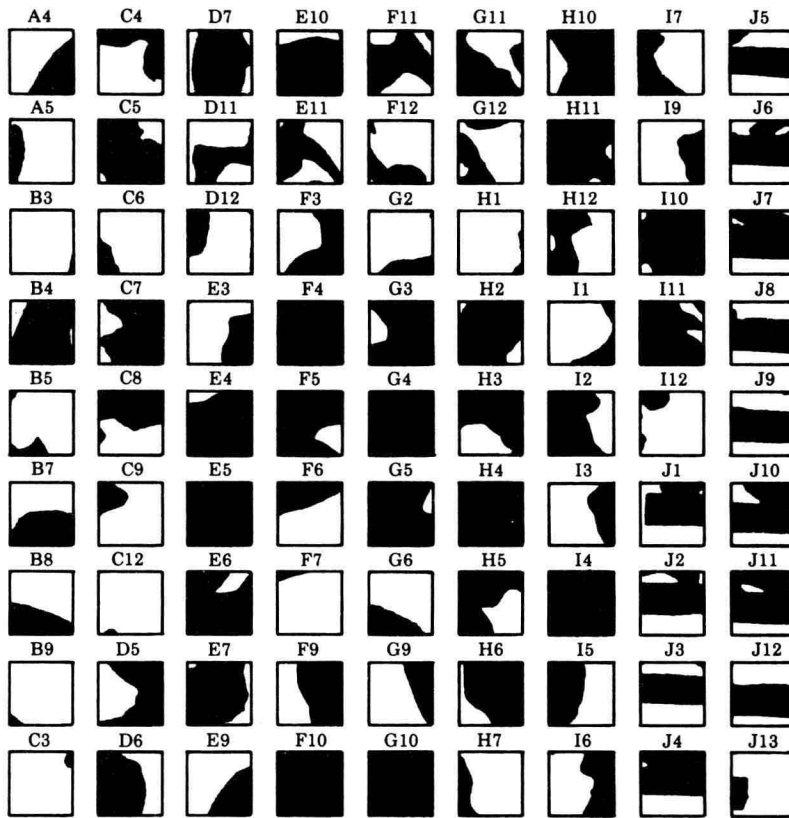 A4 C4 D7 E10 F11 G11 H10 I7 J5
A5 C5 D11 E11 F12 G12 H11 I9 J6
B3 C6 D12 F3 G2 H1 H12 I10 J7
B4 C7 E3 F4 G3 H2 I1 I11 J8
B5 C8 E4 F5 G4 H3 I2 I12 J9
B7 C9 E5 F6 G5 H4 I3 J1 J10
B8 C12 E6 F7 G6 H5 I4 J2 J11
B9 D5 E7 F9 G9 H6 I5 J3 J12
C3 D6 E9 F10 G10 H7 I6 J4 J13